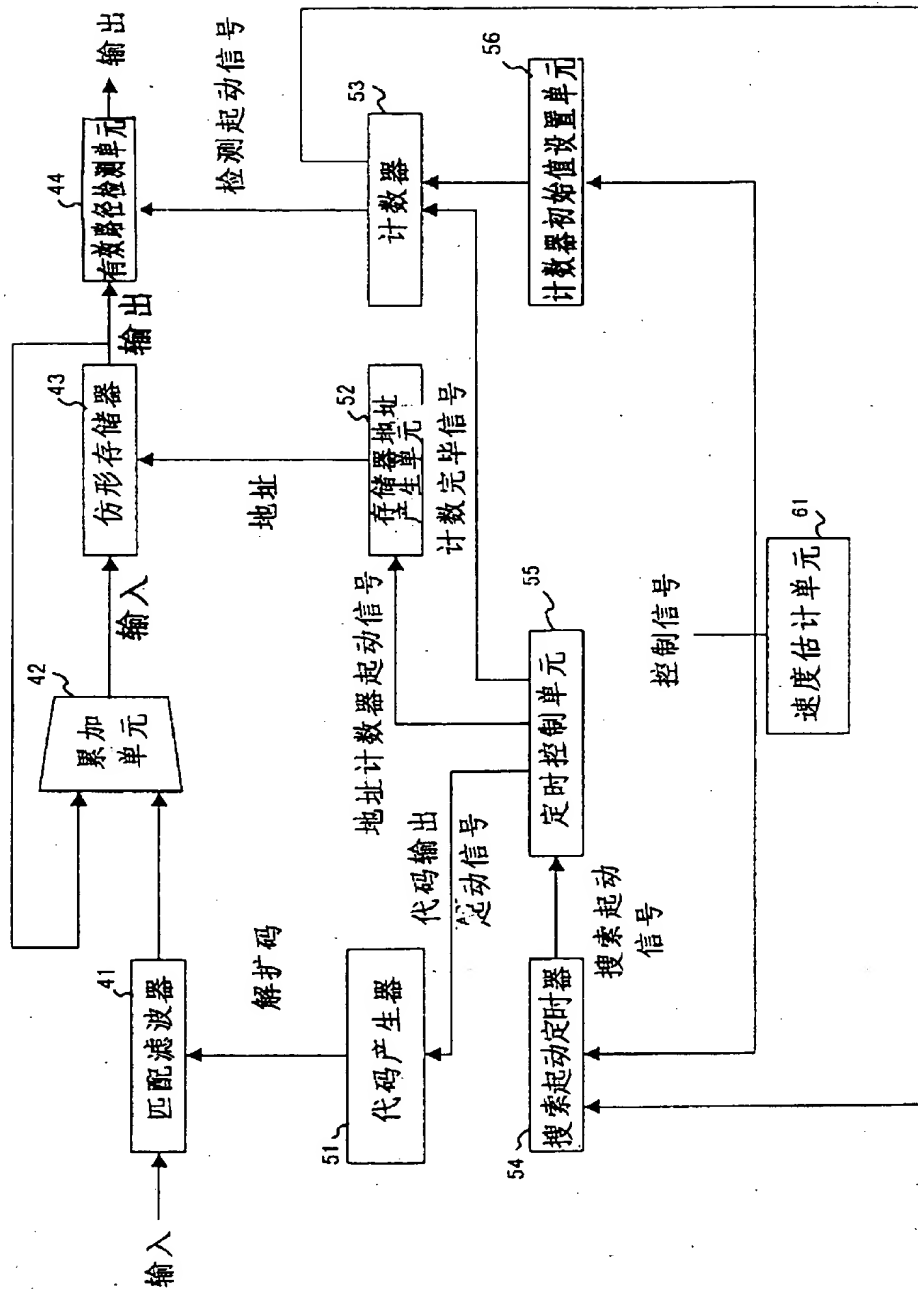 输入
匹配滤波器
41
累加
单元
42
输入
仿形存储器
43
输出
有效路径检测单元
44
输出
解扩码
地址
检测起动信号
代码产生器
51
存储器地址
产生单元
52
计数器
53
代码输出
起动信号
地址计数器起动信号
计数完毕信号
搜索起动定时器
54
搜索起动
信号
定时控制单元
55
计数器初始值设置单元
56
控制信号
速度估计单元
61